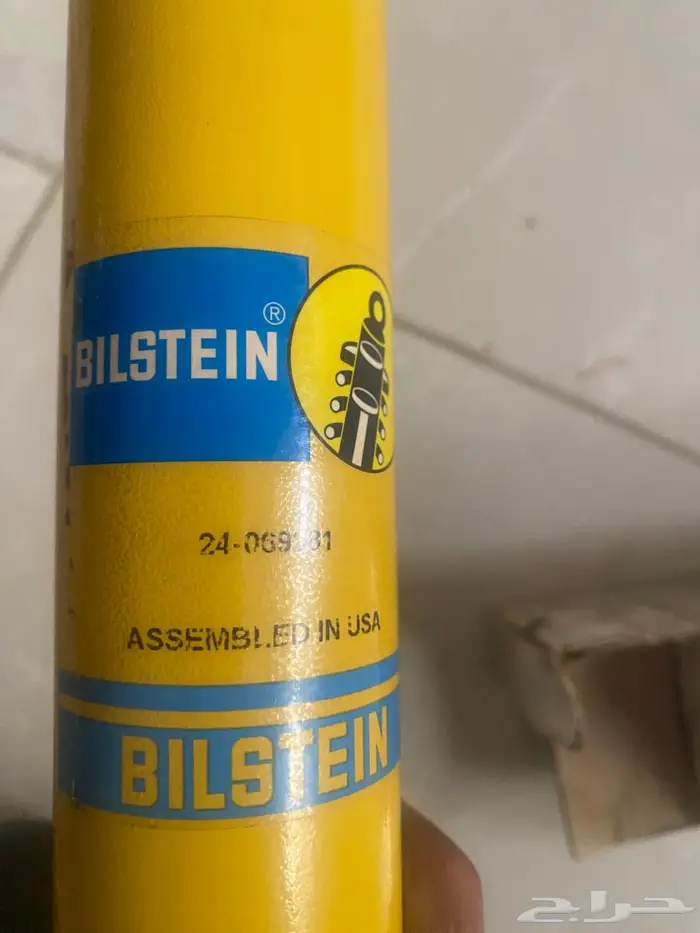 BILSTEIN®
ASSEMBLED IN USA
BILSTEIN
حراج